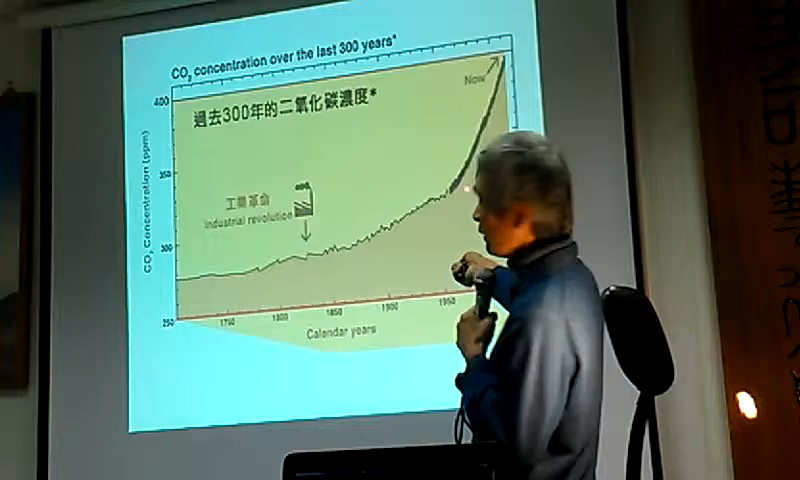 CO₂ concentration over the last 300 years*
過去300年的二氧化碳濃度*
Now
400
350
300
250
CO₂ Concentration (ppm)
工業革命
Industrial revolution
1750
1800
1850
1900
1950
Calendar years